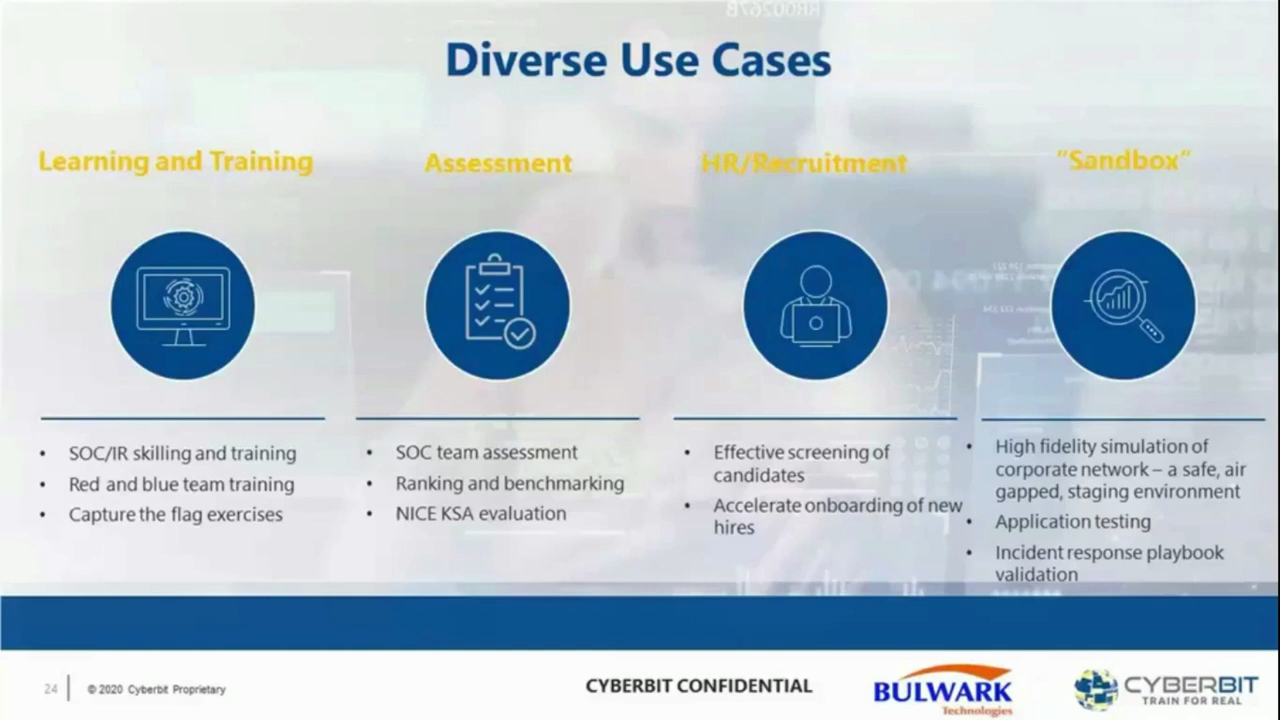 Diverse Use Cases
Learning and Training
• SOC/IR skilling and training
• Red and blue team training
• Capture the flag exercises
Assessment
• SOC team assessment
• Ranking and benchmarking
• NICE KSA evaluation
HR/Recruitment
• Effective screening of
candidates
• Accelerate onboarding of new
hires
"Sandbox"
• High fidelity simulation of
corporate network – a safe, air
gapped, staging environment
• Application testing
• Incident response playbook
validation
24
© 2020 Cyberbit Proprietary
CYBERBIT CONFIDENTIAL
BULWARK
Technologies
CYBERBIT
TRAIN FOR REAL